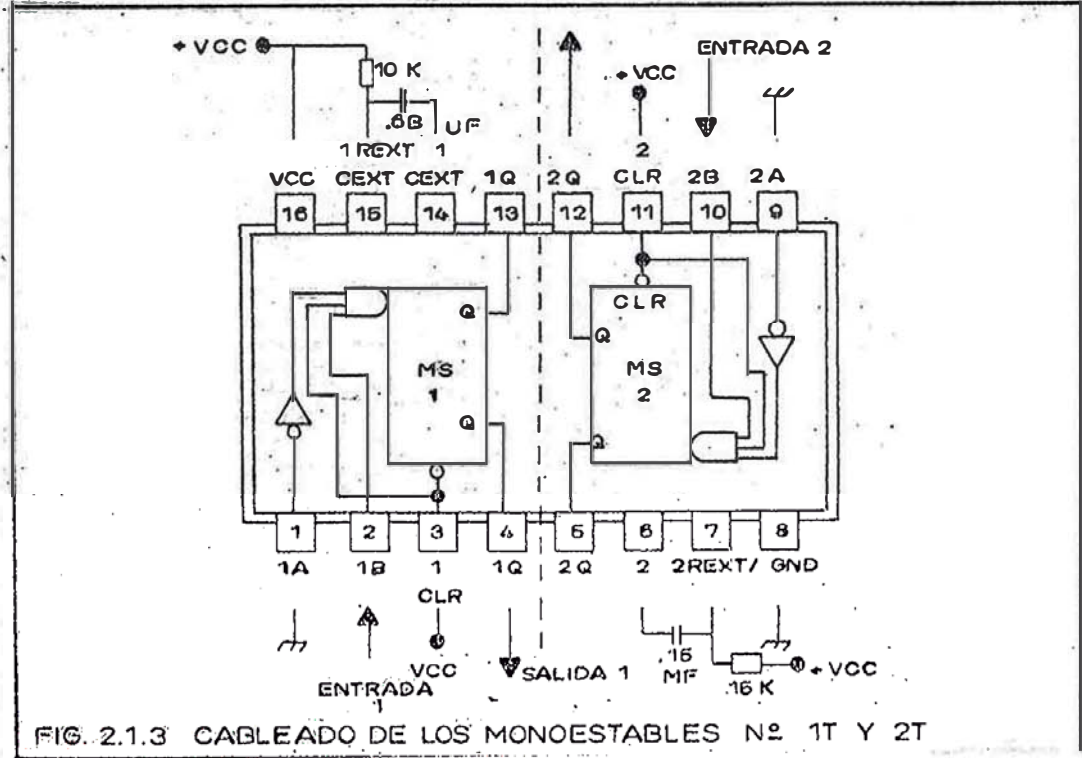 + VCC
10 K
.6B UF
ENTRADA 2
+ VCC
1 REXT 1
2
VCC CEXT CEXT 1Q 2Q CLR 2B 2A
16 15 14 13 12 11 10 9
CLR
Q
Q
MS
1
MS
2
Q
Q
1 2 3 4 5 6 7 8
1A 1B 1 1Q 2Q 2 2REXT/ GND
CLR
VCC
ENTRADA
1
SALIDA 1
.15
MF
.16 K
+ VCC
FIG. 2.1.3 CABLEADO DE LOS MONOESTABLES Nº 1T Y 2T